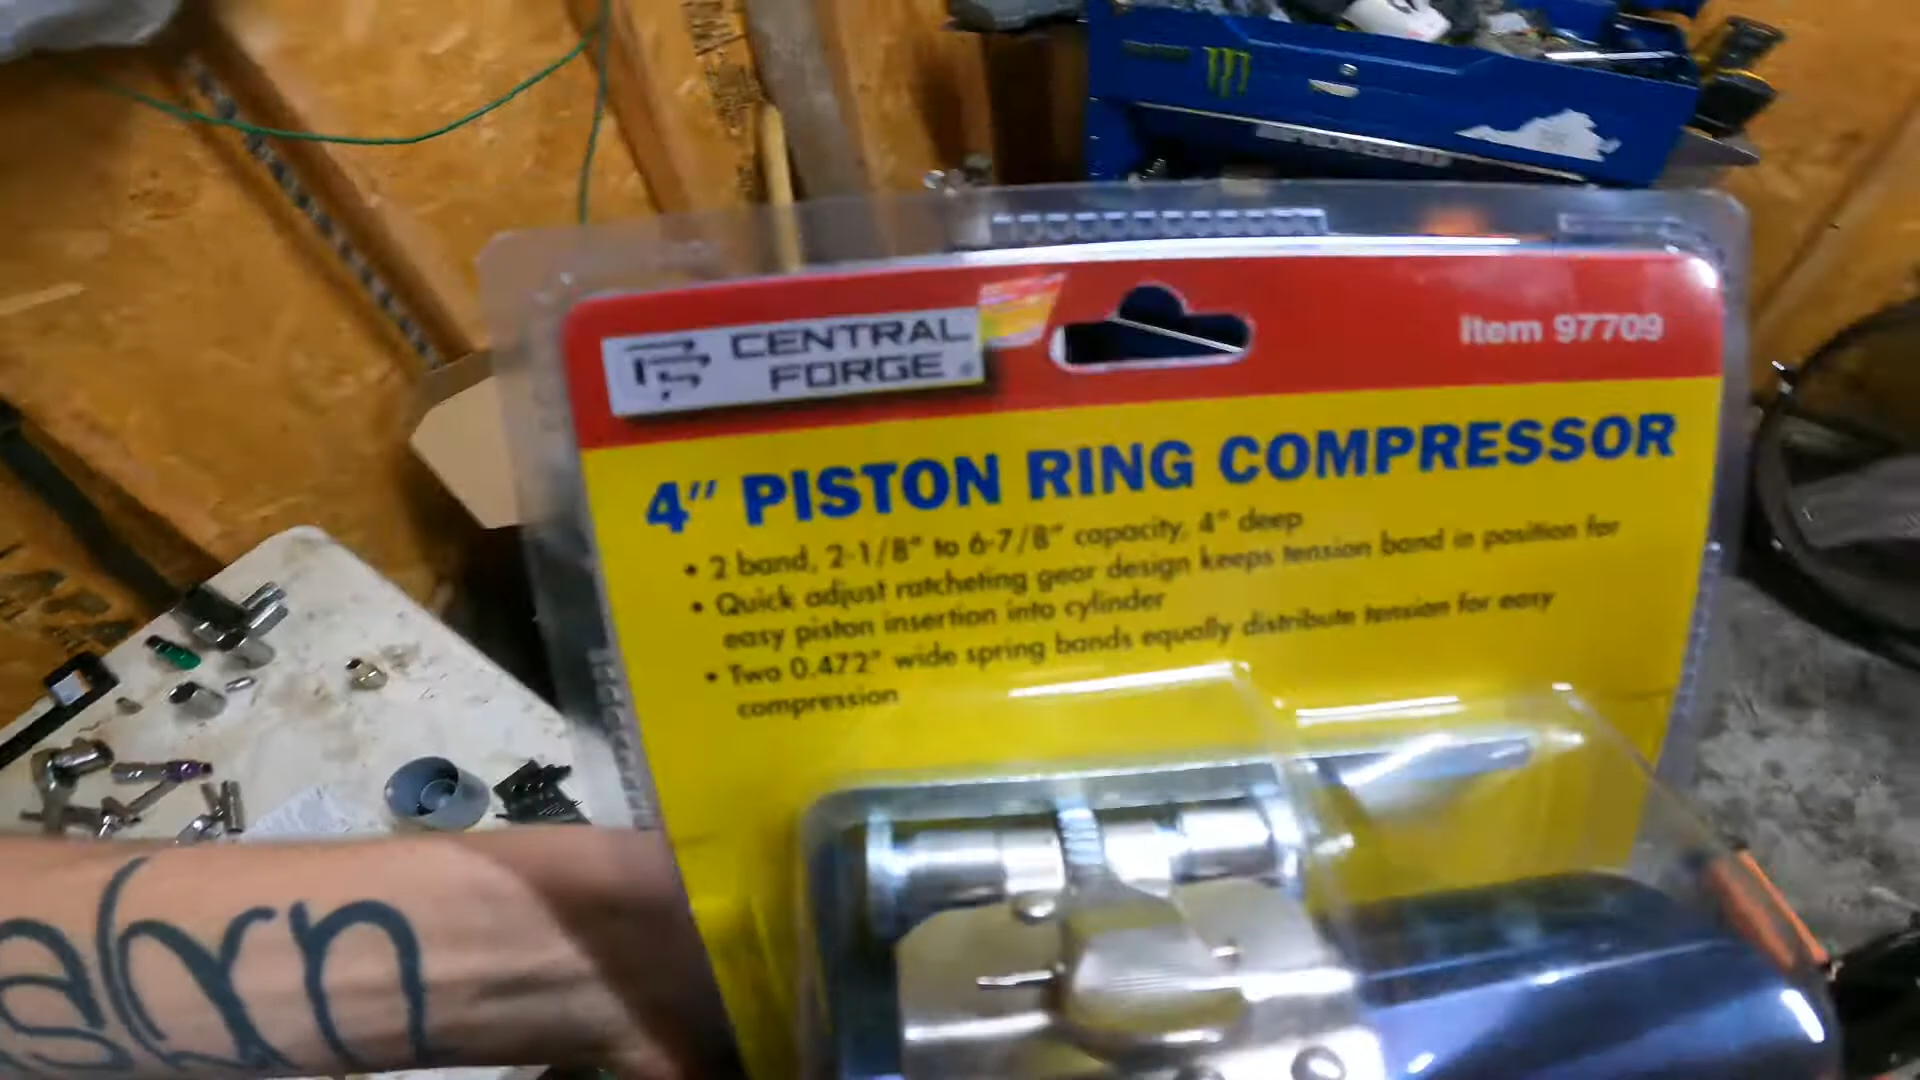 CENTRAL
FORGE
Item 97709
4" PISTON RING COMPRESSOR
• 2 band, 2-1/8" to 6-7/8" capacity, 4" deep
• Quick adjust ratcheting gear design keeps tension band in position for
easy piston insertion into cylinder
• Two 0.472" wide spring bands equally distribute tension for easy
compression